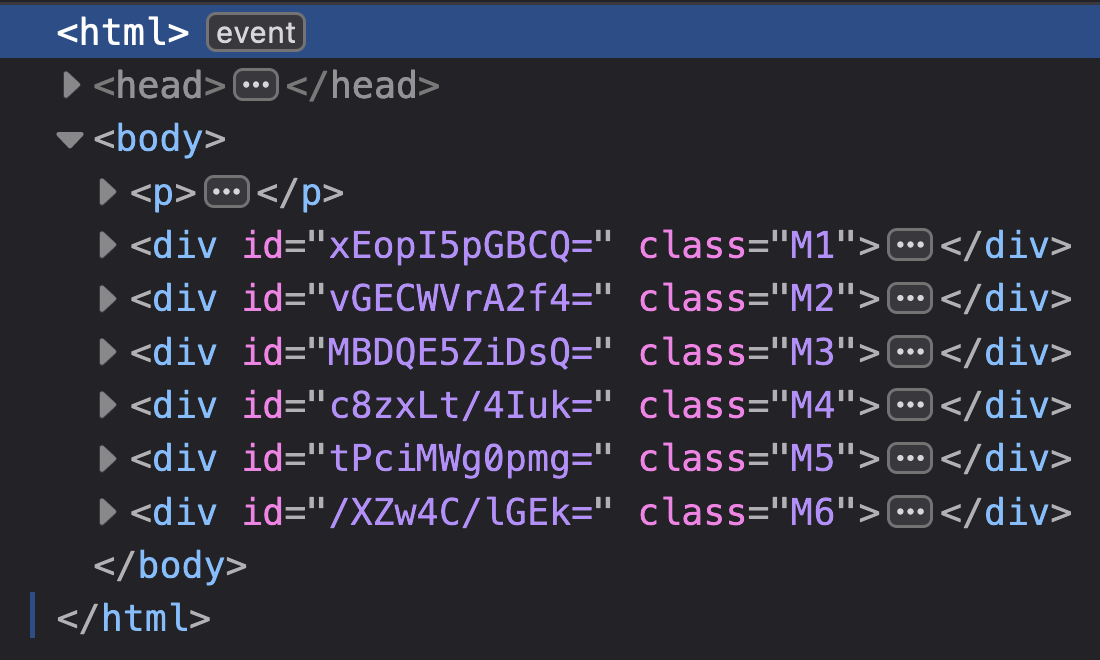 <html> event
<head>···</head>
<body>
<p>···</p>
<div id="xEopI5pGBCQ=" class="M1">···</div>
<div id="vGECWVrA2f4=" class="M2">···</div>
<div id="MBDQE5ZiDsQ=" class="M3">···</div>
<div id="c8zxLt/4Iuk=" class="M4">···</div>
<div id="tPciMWg0pmg=" class="M5">···</div>
<div id="/XZw4C/lGEk=" class="M6">···</div>
</body>
</html>